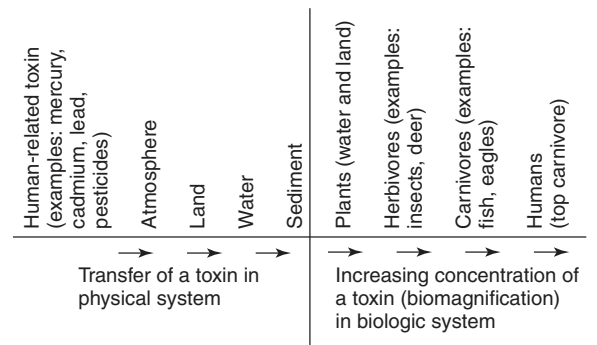 Human-related toxin
(examples: mercury,
cadmium, lead,
pesticides)
Atmosphere
Land
Water
Sediment
Plants (water and land)
Herbivores (examples:
insects, deer)
Carnivores (examples:
fish, eagles)
Humans
(top carnivore)
Transfer of a toxin in
physical system
Increasing concentration of
a toxin (biomagnification)
in biologic system